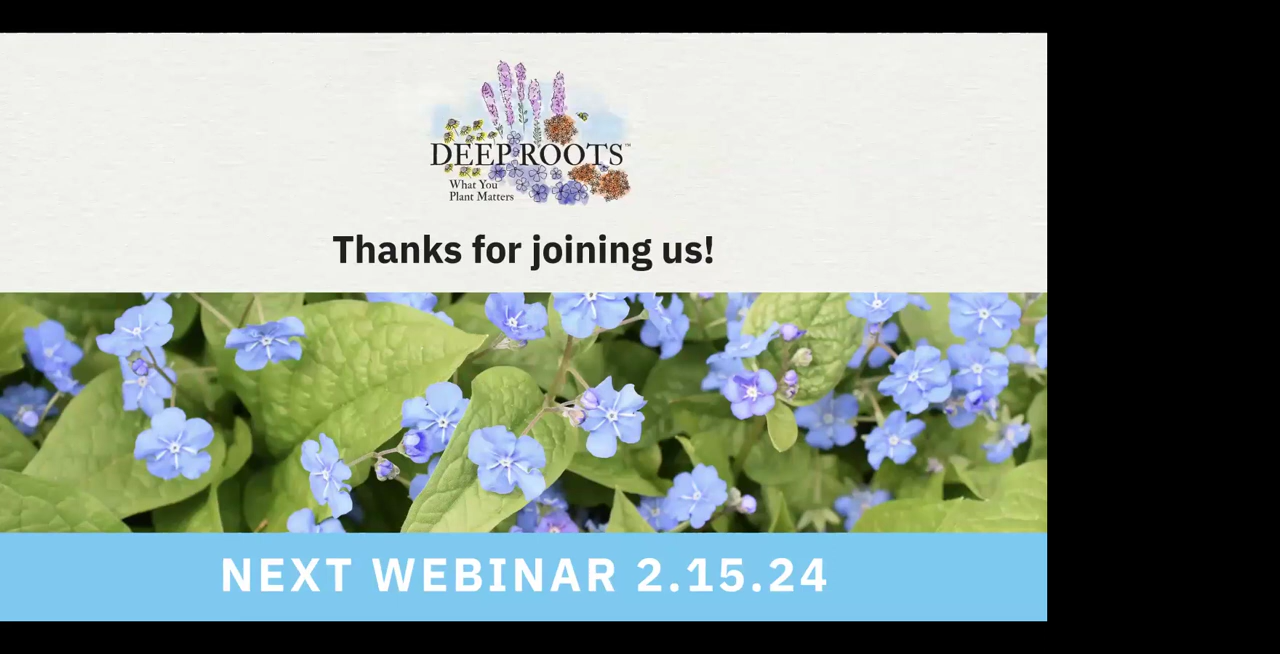 DEEP ROOTS™
What You
Plant Matters
Thanks for joining us!
NEXT WEBINAR 2.15.24